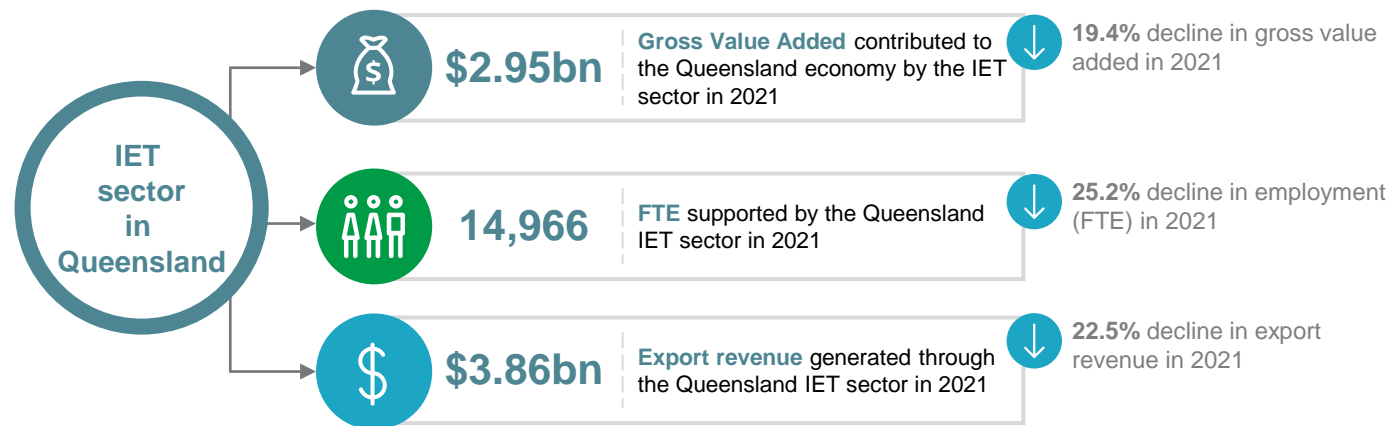 IET
sector
in
Queensland
$
$2.95bn
Gross Value Added contributed to
the Queensland economy by the IET
sector in 2021
19.4% decline in gross value
added in 2021
14,966
FTE supported by the Queensland
IET sector in 2021
25.2% decline in employment
(FTE) in 2021
$
$3.86bn
Export revenue generated through
the Queensland IET sector in 2021
22.5% decline in export
revenue in 2021